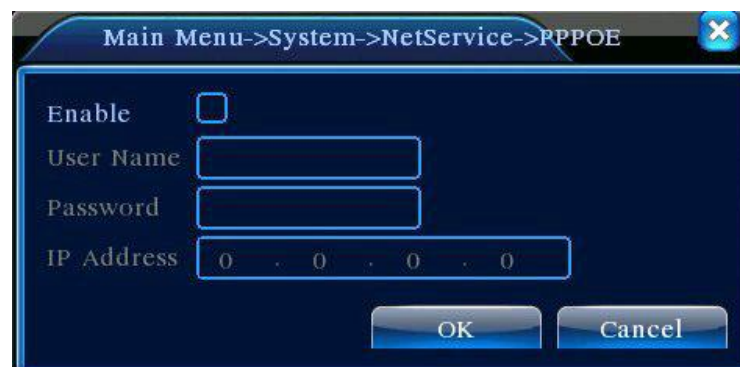 Main Menu->System->NetService->PPPOE
Enable
User Name
Password
IP Address 0 . 0 . 0 . 0
OK Cancel